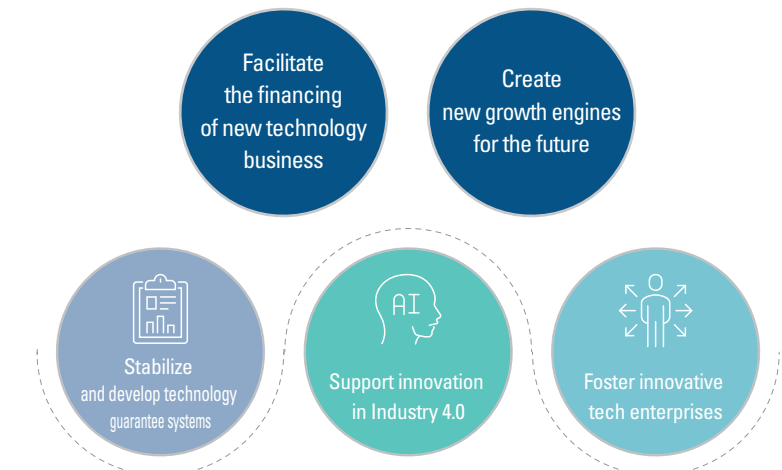 Facilitate
the financing
of new technology
business
Create
new growth engines
for the future
Stabilize
and develop technology
guarantee systems
AI
Support innovation
in Industry 4.0
Foster innovative
tech enterprises